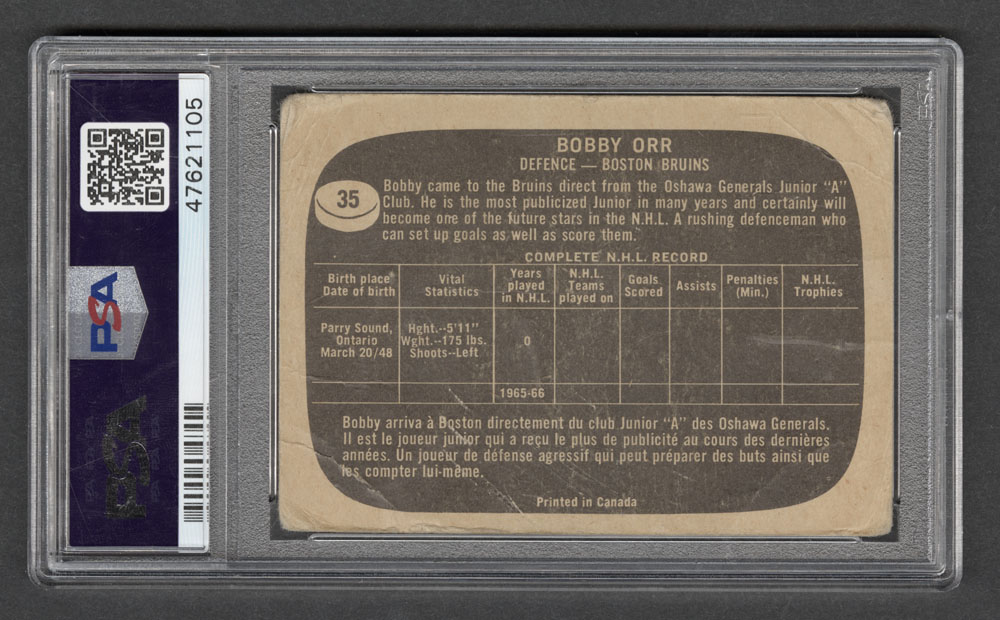 47621105
PSA
PSA
BOBBY ORR
DEFENCE — BOSTON BRUINS
35
Bobby came to the Bruins direct from the Oshawa Generals Junior "A"
Club. He is the most publicized Junior in many years and certainly will
become one of the future stars in the N.H.L. A rushing defenceman who
can set up goals as well as score them.
COMPLETE N.H.L. RECORD
Birth place
Date of birth
Vital
Statistics
Years
played
in N.H.L.
N.H.L.
Teams
played on
Goals
Scored
Assists
Penalties
(Min.)
N.H.L.
Trophies
Parry Sound,
Ontario
March 20/48
Hght.--5'11"
Wght.--175 lbs.
Shoots--Left
0
1965-66
Bobby arriva à Boston directement du club Junior "A" des Oshawa Generals.
Il est le joueur junior qui a reçu le plus de publicité au cours des dernières
années. Un joueur de défense agressif qui peut préparer des buts ainsi que
les compter lui-même.
Printed in Canada